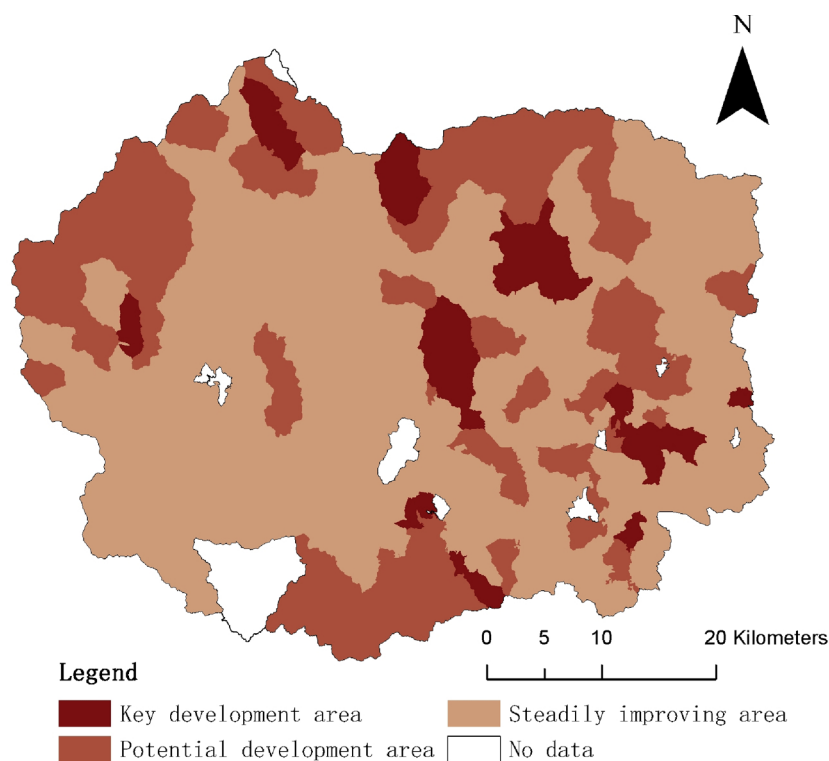 N
0 5 10 20 Kilometers
Legend
Key development area
Steadily improving area
Potential development area
No data